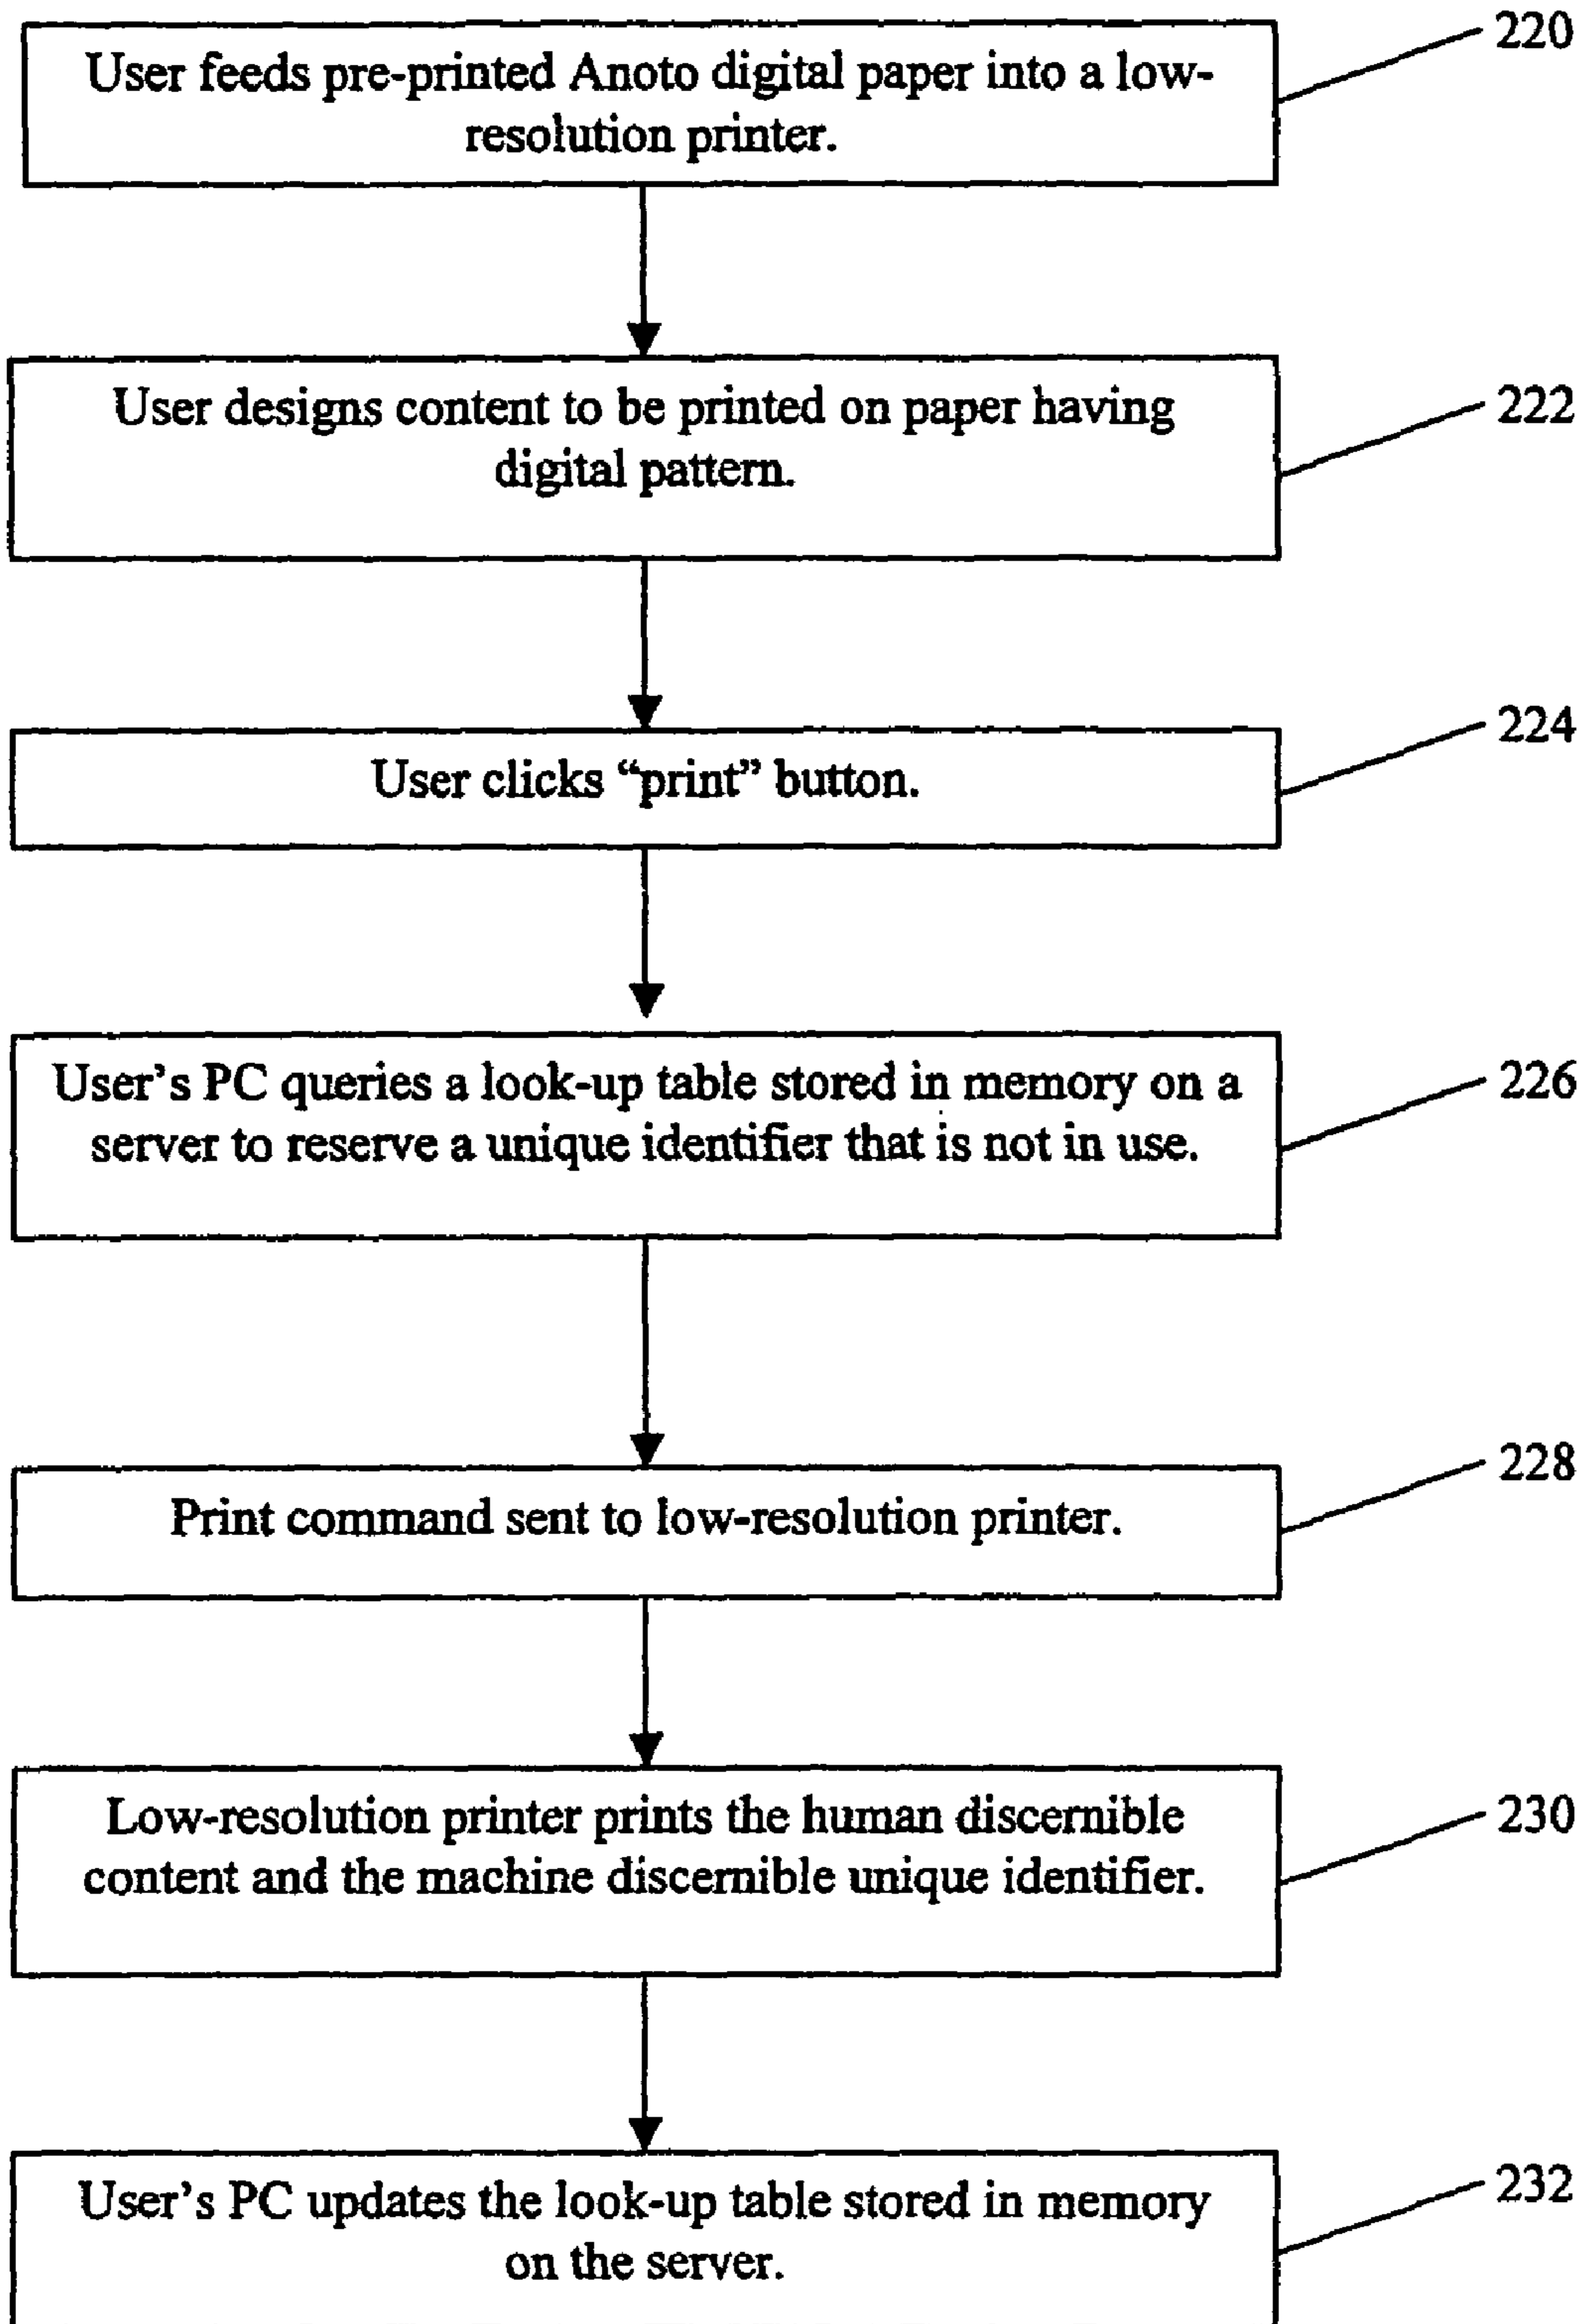 220
User feeds pre-printed Anoto digital paper into a low-
resolution printer.
User designs content to be printed on paper having
digital pattern.
222
User clicks “print” button.
224
User’s PC queries a look-up table stored in memory on a
server to reserve a unique identifier that is not in use.
226
Print command sent to low-resolution printer.
228
Low-resolution printer prints the human discernible
content and the machine discernible unique identifier.
230
User’s PC updates the look-up table stored in memory
on the server.
232